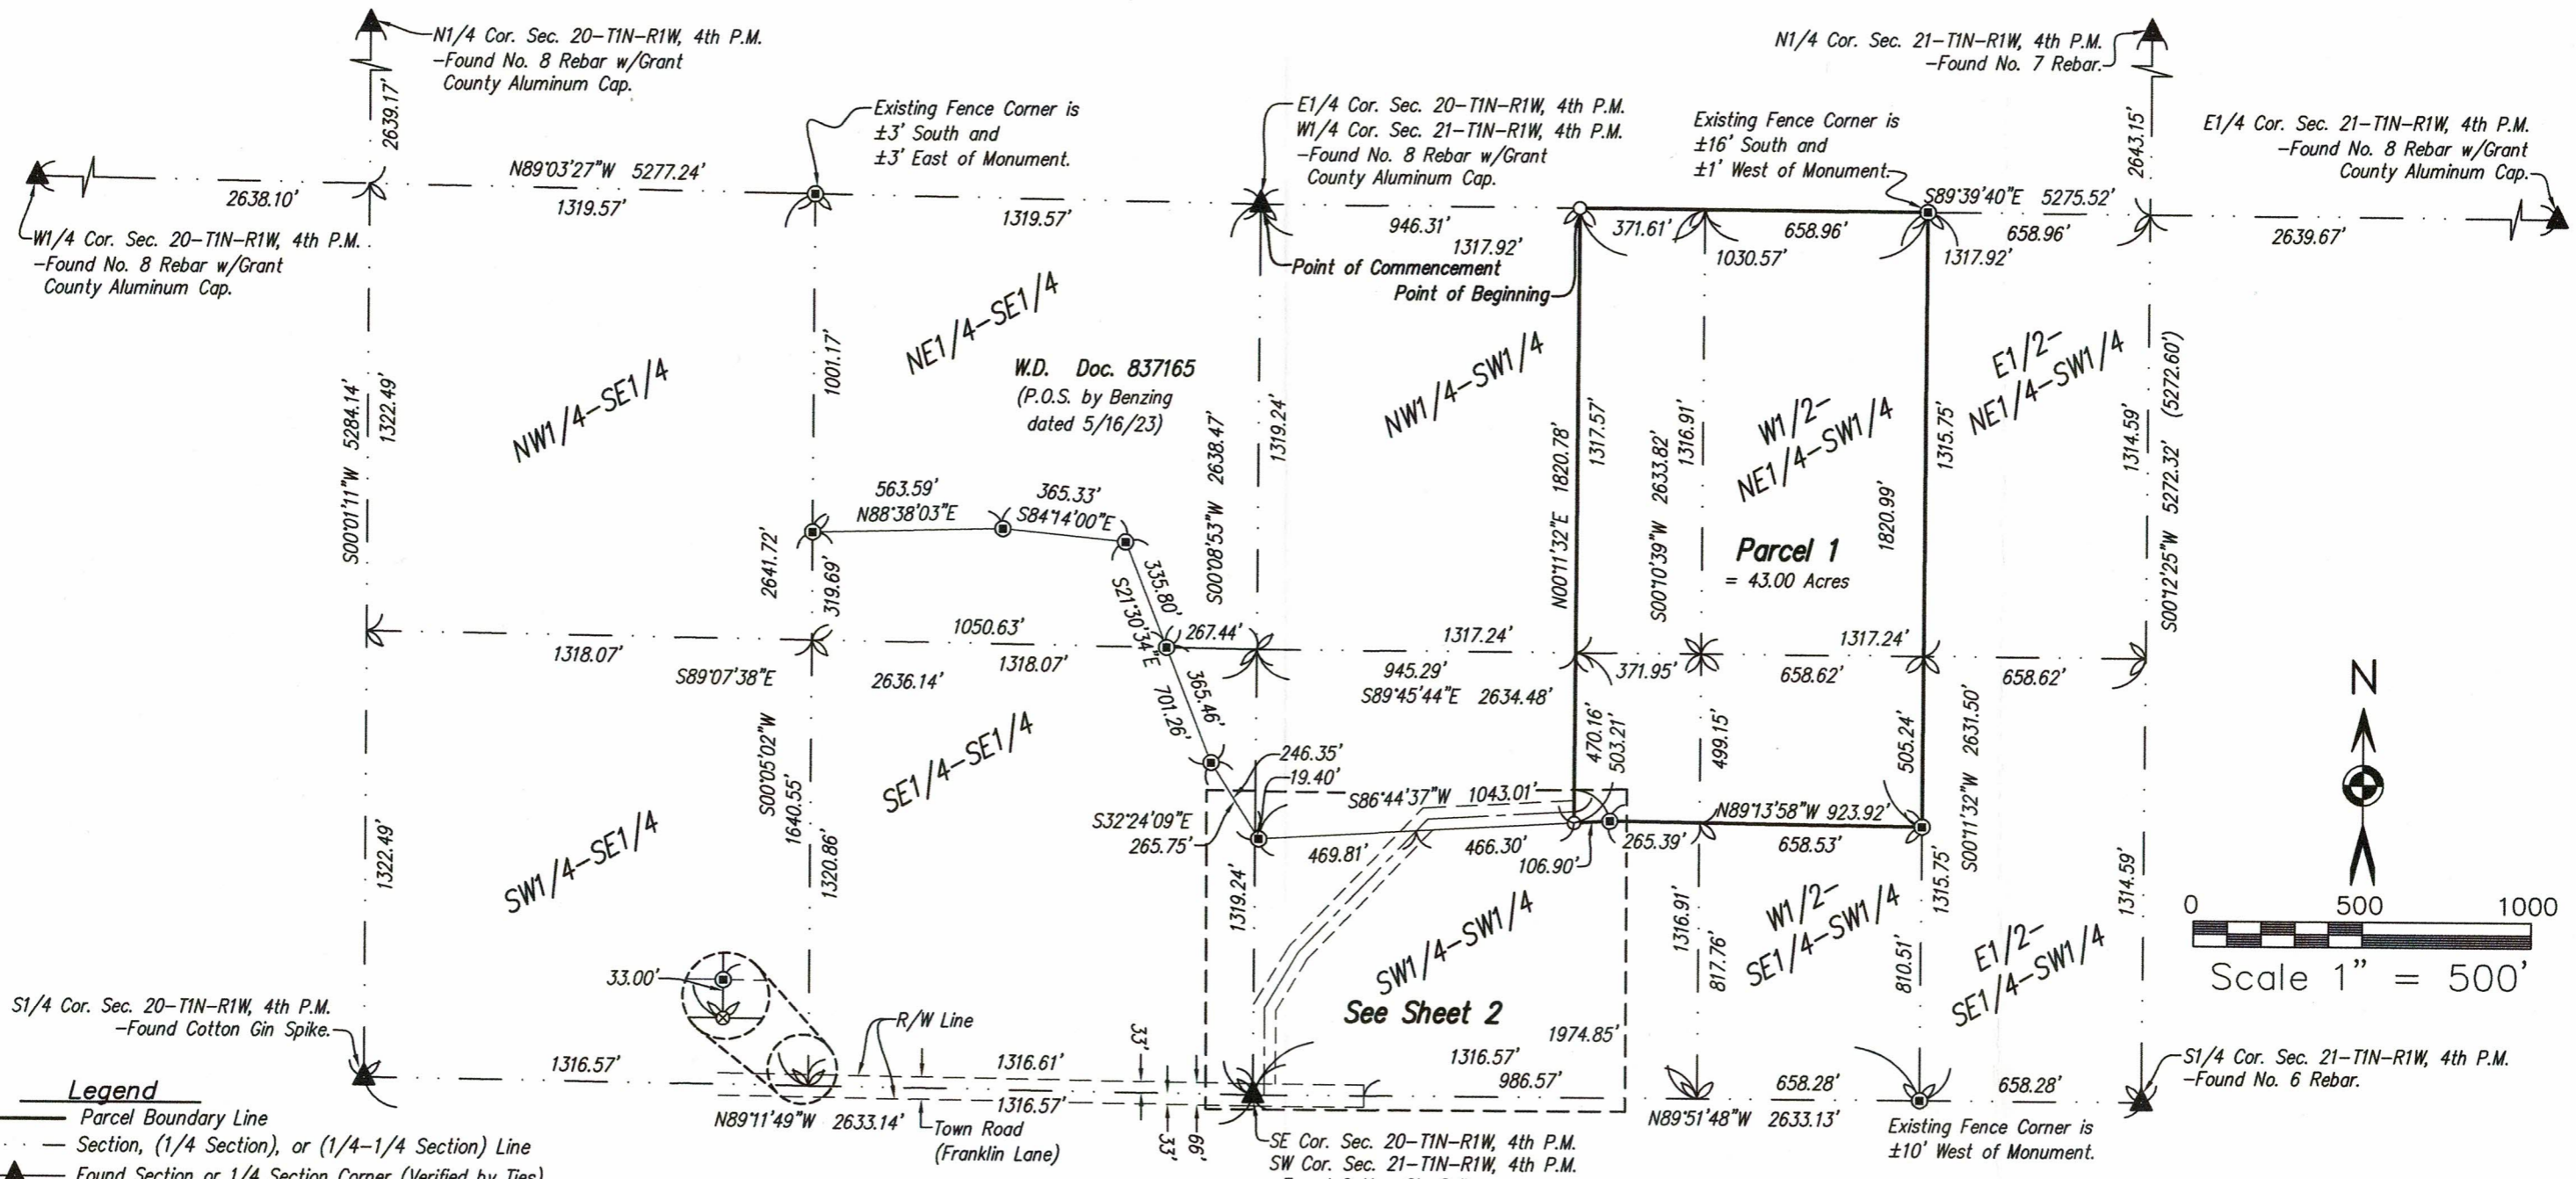 N1/4 Cor. Sec. 20-T1N-R1W, 4th P.M.
-Found No. 8 Rebar w/Grant
County Aluminum Cap.
2639.17'
N1/4 Cor. Sec. 21-T1N-R1W, 4th P.M.
-Found No. 7 Rebar.
2643.15'
Existing Fence Corner is
±3' South and
±3' East of Monument.
E1/4 Cor. Sec. 20-T1N-R1W, 4th P.M.
W1/4 Cor. Sec. 21-T1N-R1W, 4th P.M.
-Found No. 8 Rebar w/Grant
County Aluminum Cap.
Existing Fence Corner is
±16' South and
±1' West of Monument.
E1/4 Cor. Sec. 21-T1N-R1W, 4th P.M.
-Found No. 8 Rebar w/Grant
County Aluminum Cap.
N89°03'27"W 5277.24'
S89°39'40"E 5275.52'
2638.10'
1319.57'
1319.57'
946.31'
1317.92'
371.61'
658.96'
1030.57'
658.96'
1317.92'
2639.67'
W1/4 Cor. Sec. 20-T1N-R1W, 4th P.M.
-Found No. 8 Rebar w/Grant
County Aluminum Cap.
Point of Commencement
Point of Beginning
NW1/4-SE1/4
NE1/4-SE1/4
NW1/4-SW1/4
W1/2-
NE1/4-SW1/4
E1/2-
NE1/4-SW1/4
W.D. Doc. 837165
(P.O.S. by Benzing
dated 5/16/23)
S00°01'11"W 5284.14'
1322.49'
1001.17'
S00°08'53"W 2638.47'
1319.24'
N00°11'32"E 1820.78'
1317.57'
S00°10'39"W 2633.82'
1316.91'
1820.99'
1315.75'
1314.59'
S00°12'25"W 5272.32' (5272.60')
Parcel 1
= 43.00 Acres
563.59'
N88°38'03"E
365.33'
S84°14'00"E
2641.72'
319.69'
335.80'
S21°30'34"E 701.26'
365.46'
1318.07'
1050.63'
1318.07'
267.44'
S89°07'38"E 2636.14'
1317.24'
945.29'
S89°45'44"E 2634.48'
371.95'
1317.24'
658.62'
658.62'
S00°05'02"W
1640.55'
1320.86'
SE1/4-SE1/4
SW1/4-SE1/4
1322.49'
470.16'
503.21'
499.15'
505.24'
S00°11'32"W 2631.50'
246.35'
19.40'
S32°24'09"E
265.75'
S86°44'37"W 1043.01'
N89°13'58"W 923.92'
469.81'
466.30'
106.90'
265.39'
658.53'
1319.24'
SW1/4-SW1/4
See Sheet 2
1316.91'
817.76'
W1/2-
SE1/4-SW1/4
810.51'
1315.75'
E1/2-
SE1/4-SW1/4
1314.59'
N
0 500 1000
Scale 1" = 500'
33.00'
S1/4 Cor. Sec. 20-T1N-R1W, 4th P.M.
-Found Cotton Gin Spike.
R/W Line
1316.57'
1316.61'
1316.57'
33'
33'
66'
N89°11'49"W 2633.14'
Town Road
(Franklin Lane)
1974.85'
1316.57'
986.57'
658.28'
658.28'
N89°51'48"W 2633.13'
S1/4 Cor. Sec. 21-T1N-R1W, 4th P.M.
-Found No. 6 Rebar.
Existing Fence Corner is
±10' West of Monument.
SE Cor. Sec. 20-T1N-R1W, 4th P.M.
SW Cor. Sec. 21-T1N-R1W, 4th P.M.
Legend
Parcel Boundary Line
Section, (1/4 Section), or (1/4-1/4 Section) Line
Found Section or 1/4 Section Corner (Verified by Ties)